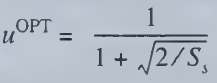 u^OPT = 1 / (1 + √(2/S_s))